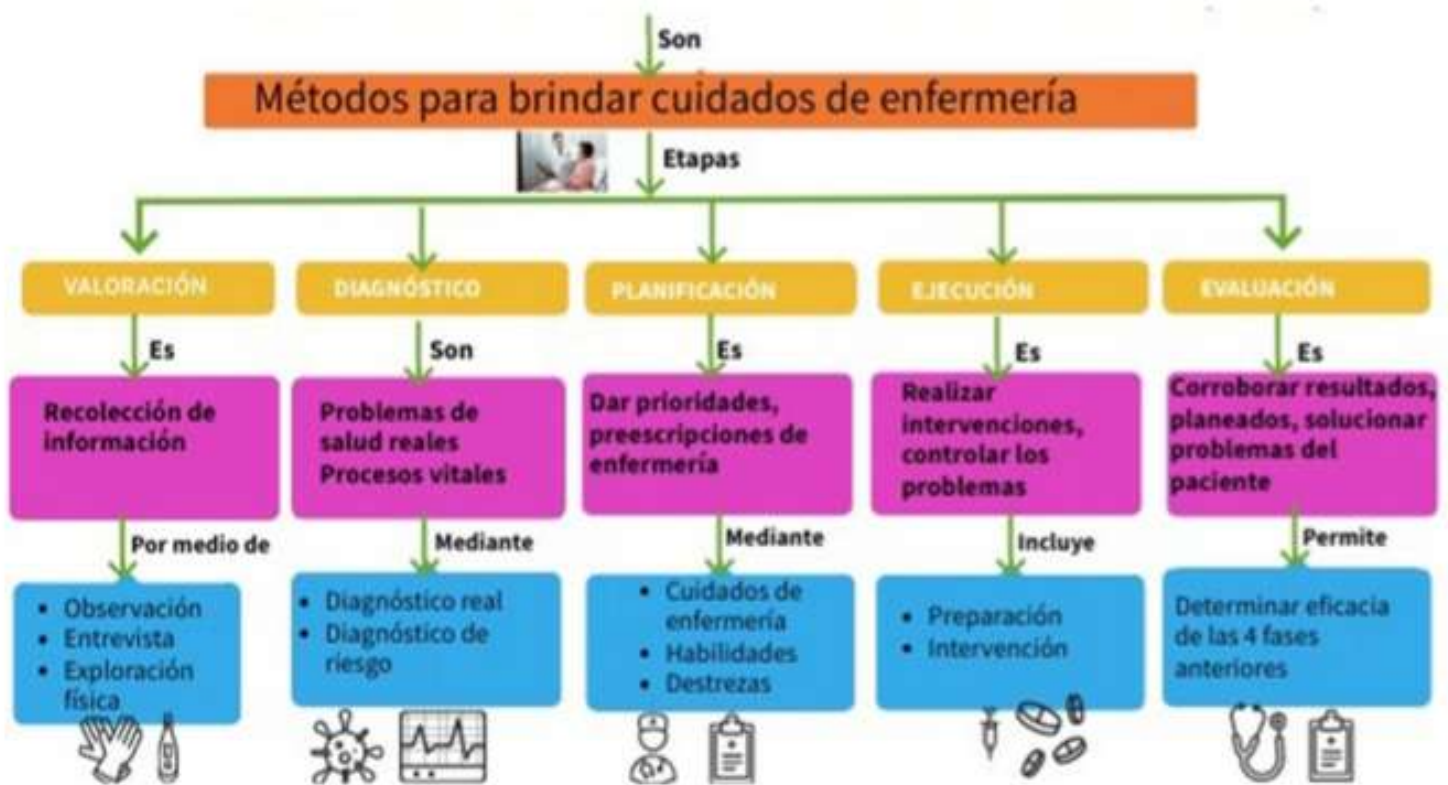 Son
Métodos para brindar cuidados de enfermería
Etapas
VALORACIÓN
Es
Recolección de
información
Por medio de
• Observación
• Entrevista
• Exploración
física
DIAGNÓSTICO
Son
Problemas de
salud reales
Procesos vitales
Mediante
• Diagnóstico real
• Diagnóstico de
riesgo
PLANIFICACIÓN
Es
Dar prioridades,
preescripciones de
enfermería
Mediante
• Cuidados de
enfermería
• Habilidades
• Destrezas
EJECUCIÓN
Es
Realizar
intervenciones,
controlar los
problemas
Incluye
• Preparación
• Intervención
EVALUACIÓN
Es
Corroborar resultados,
planeados, solucionar
problemas del
paciente
Permite
Determinar eficacia
de las 4 fases
anteriores